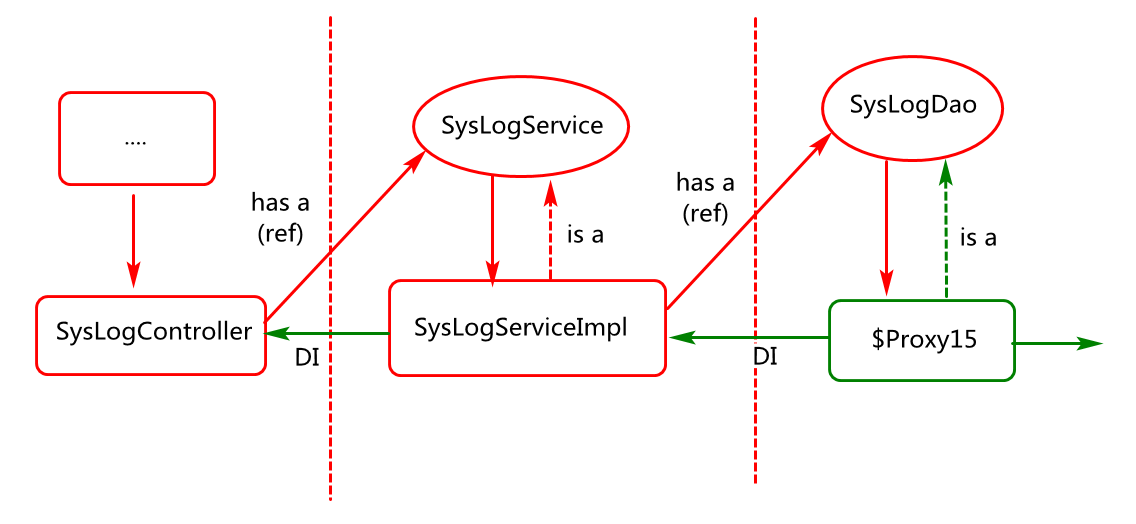 ....
SysLogController
has a
(ref)
DI
SysLogService
is a
SysLogServiceImpl
has a
(ref)
DI
SysLogDao
is a
$Proxy15